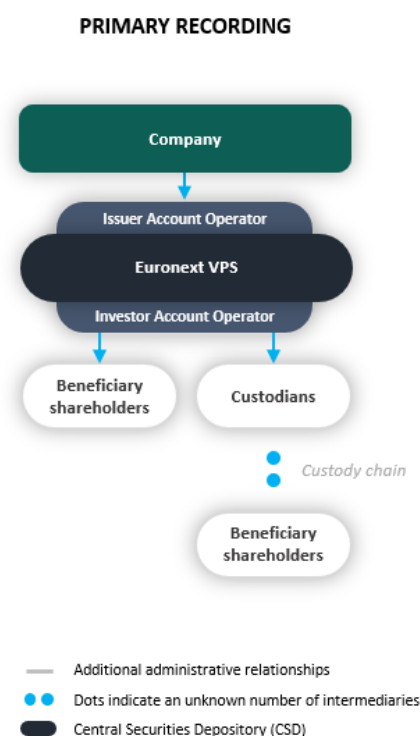 PRIMARY RECORDING
Company
Issuer Account Operator
Euronext VPS
Investor Account Operator
Beneficiary
shareholders
Custodians
Custody chain
Beneficiary
shareholders
Additional administrative relationships
Dots indicate an unknown number of intermediaries
Central Securities Depository (CSD)